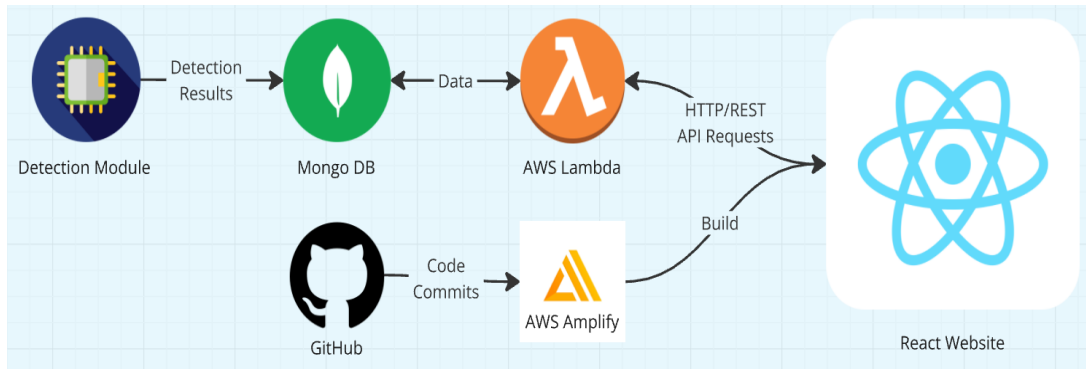 Detection
Results
Data
HTTP/REST
API Requests
Detection Module
Mongo DB
AWS Lambda
Build
Code
Commits
AWS Amplify
GitHub
React Website